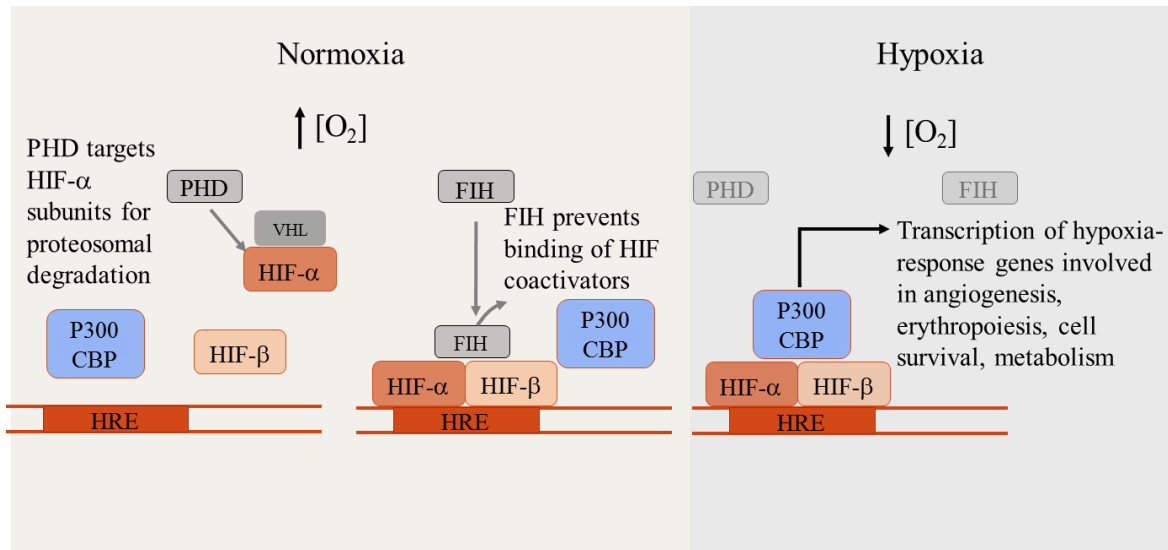 Normoxia
[O₂]
PHD targets
HIF-α
subunits for
proteosomal
degradation
PHD
VHL
HIF-α
P300
CBP
HIF-β
HRE
FIH
FIH prevents
binding of HIF
coactivators
FIH
P300
CBP
HIF-α
HIF-β
HRE
Hypoxia
[O₂]
PHD
FIH
Transcription of hypoxia-
response genes involved
in angiogenesis,
erythropoiesis, cell
survival, metabolism
P300
CBP
HIF-α
HIF-β
HRE